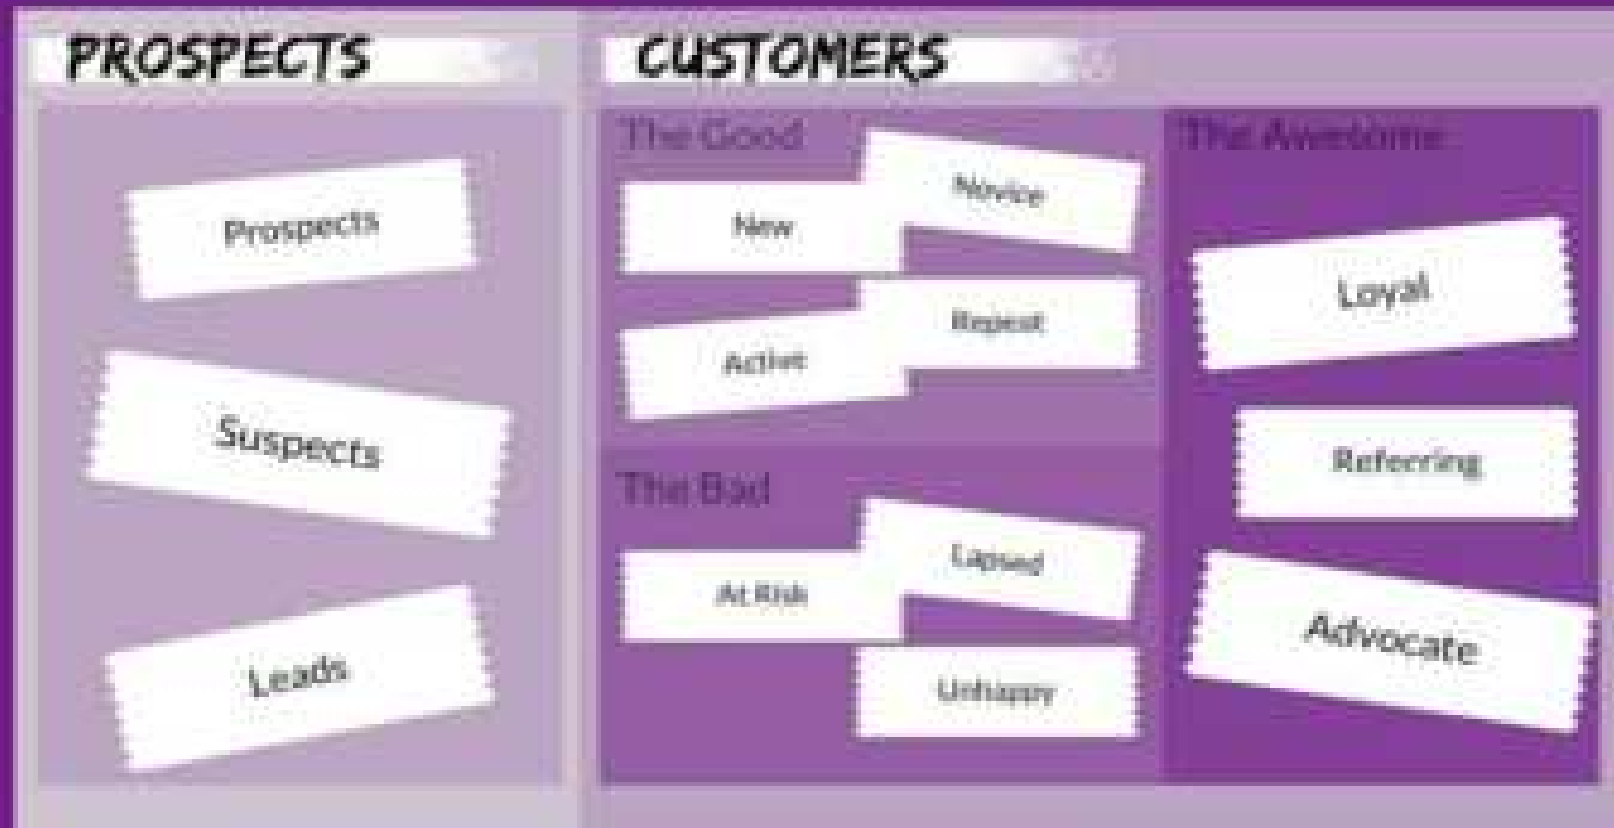 PROSPECTS
Prospects
Suspects
Leads
CUSTOMERS
The Good
New
Novice
Active
Repeat
The Bad
At Risk
Lapsed
Unhappy
The Awesome
Loyal
Referring
Advocate